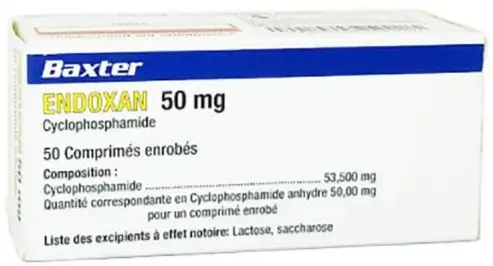 Baxter
ENDOXAN 50 mg
Cyclophosphamide
50 Comprimés enrobés
Composition :
Cyclophosphamide ................................................ 53,500 mg
Quantité correspondante en Cyclophosphamide anhydre 50,00 mg
pour un comprimé enrobé
Liste des excipients à effet notoire: Lactose, saccharose